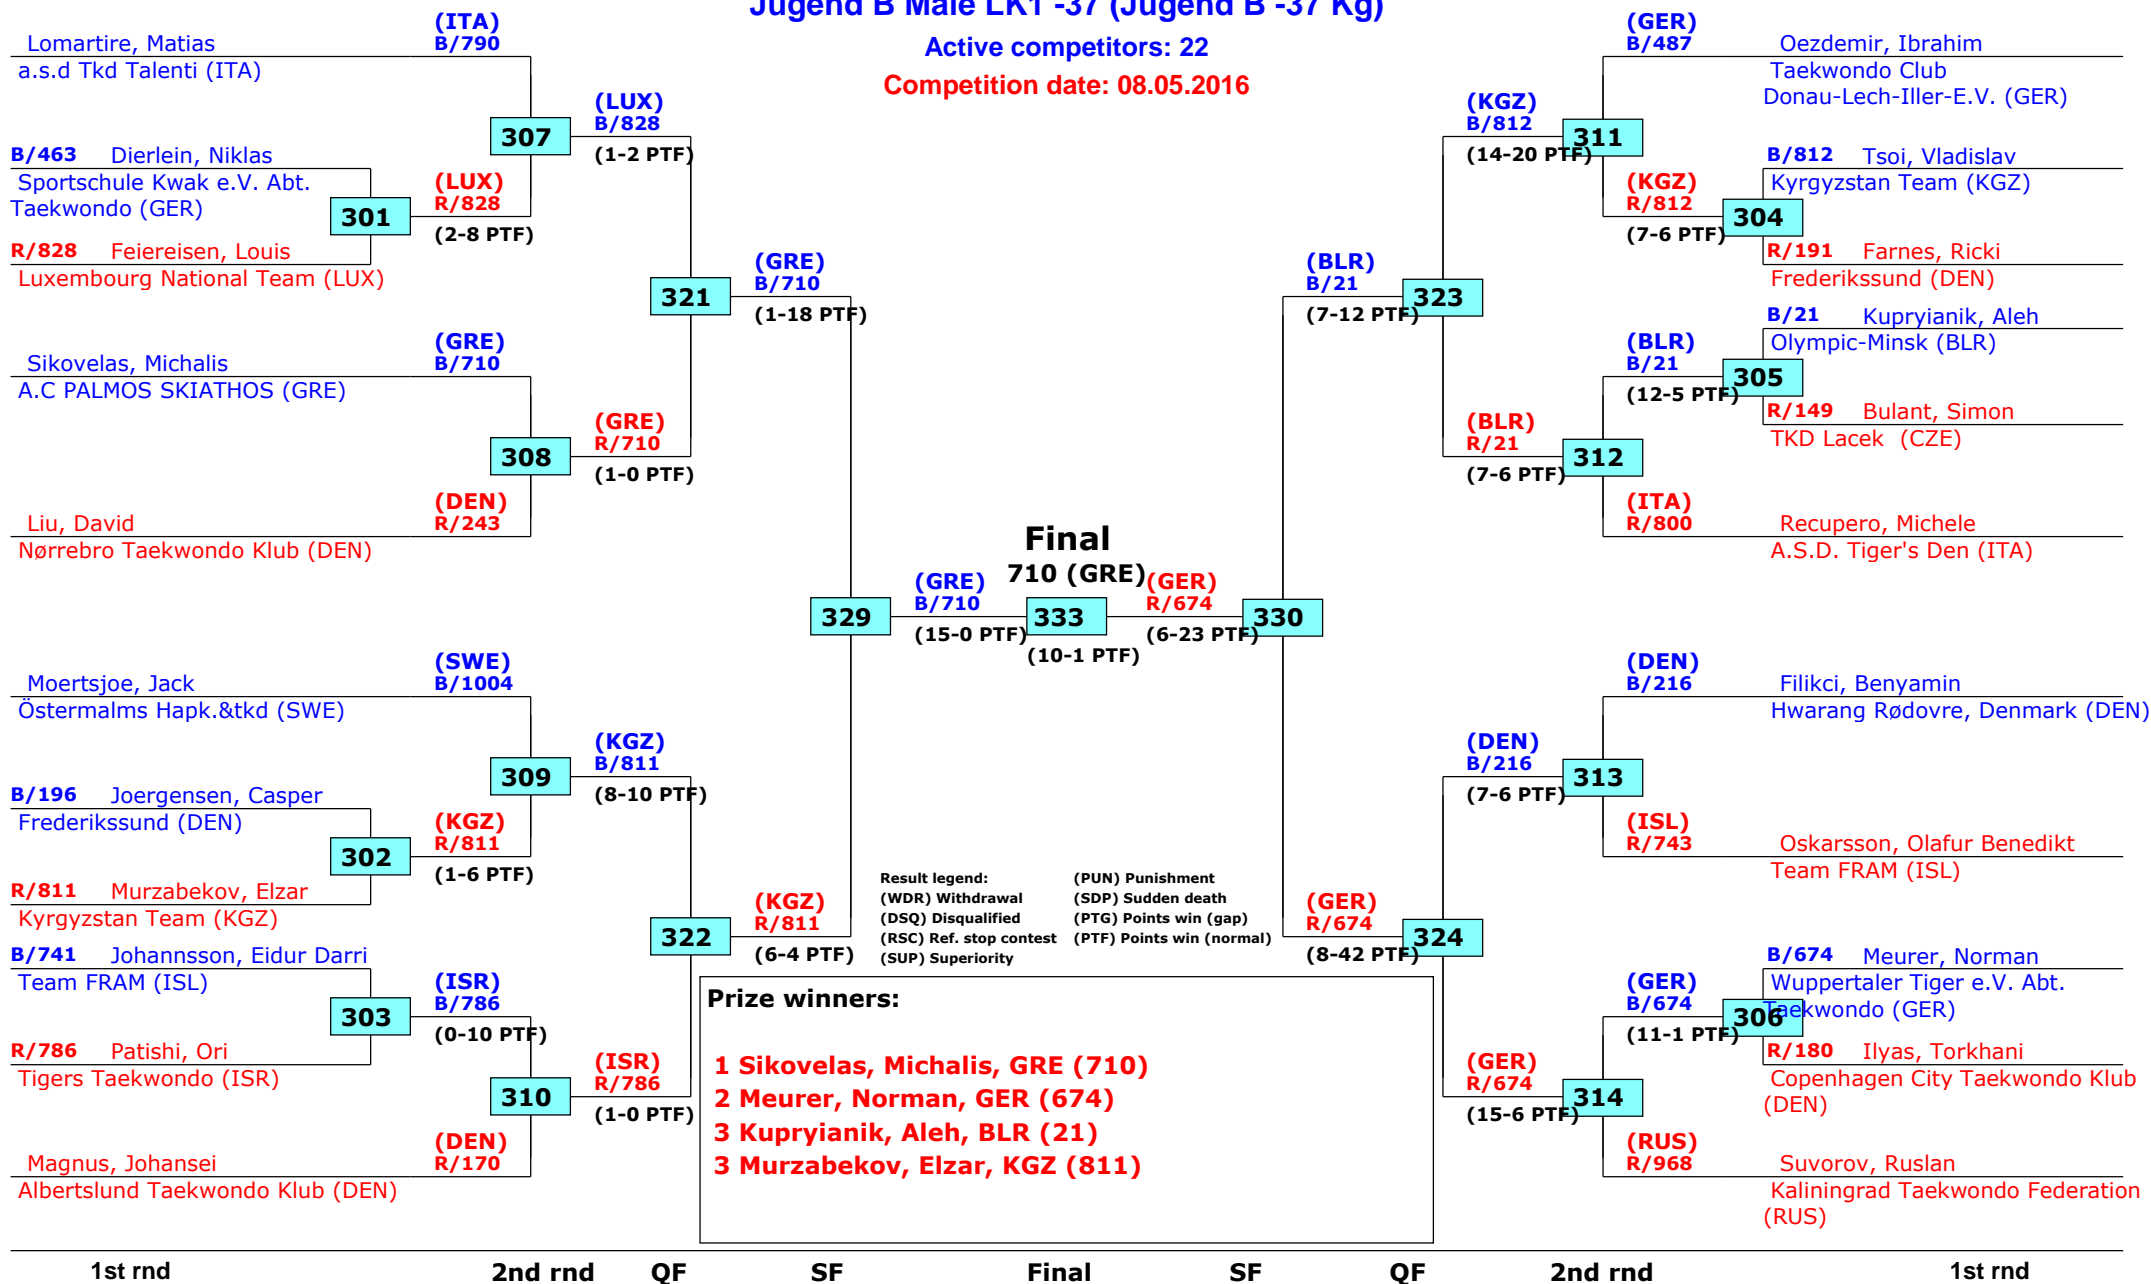 Jugend B Male LK1 -37 (Jugend B -37 Kg)
Active competitors: 22
Competition date: 08.05.2016
(ITA)
B/790
Lomartire, Matias
a.s.d Tkd Talenti (ITA)
B/463 Dierlein, Niklas
Sportschule Kwak e.V. Abt.
Taekwondo (GER)
301
R/828 Feiereisen, Louis
Luxembourg National Team (LUX)
(LUX)
R/828
(2-8 PTF)
307
(LUX)
B/828
(1-2 PTF)
(GRE)
B/710
Sikovelas, Michalis
A.C PALMOS SKIATHOS (GRE)
308
(GRE)
R/710
(1-0 PTF)
(DEN)
R/243
Liu, David
Nørrebro Taekwondo Klub (DEN)
321
(GRE)
B/710
(1-18 PTF)
(SWE)
B/1004
Moertsjoe, Jack
Östermalms Hapk.&tkd (SWE)
B/196 Joergensen, Casper
Frederikssund (DEN)
302
R/811 Murzabekov, Elzar
Kyrgyzstan Team (KGZ)
(KGZ)
R/811
(1-6 PTF)
309
(KGZ)
B/811
(8-10 PTF)
B/741 Johannsson, Eidur Darri
Team FRAM (ISL)
303
R/786 Patishi, Ori
Tigers Taekwondo (ISR)
(ISR)
B/786
(0-10 PTF)
310
(ISR)
R/786
(1-0 PTF)
(DEN)
R/170
Magnus, Johansei
Albertslund Taekwondo Klub (DEN)
322
(KGZ)
R/811
(6-4 PTF)
329
(GRE)
B/710
(15-0 PTF)
Final
710 (GRE)
333
(10-1 PTF)
(GER)
R/674
(6-23 PTF)
330
(GER)
B/487
Oezdemir, Ibrahim
Taekwondo Club
Donau-Lech-Iller-E.V. (GER)
311
(KGZ)
B/812
(14-20 PTF)
B/812 Tsoi, Vladislav
Kyrgyzstan Team (KGZ)
304
R/191 Farnes, Ricki
Frederikssund (DEN)
(KGZ)
R/812
(7-6 PTF)
323
(BLR)
B/21
(7-12 PTF)
B/21 Kupryianik, Aleh
Olympic-Minsk (BLR)
305
R/149 Bulant, Simon
TKD Lacek (CZE)
(BLR)
B/21
(12-5 PTF)
312
(BLR)
R/21
(7-6 PTF)
(ITA)
R/800
Recupero, Michele
A.S.D. Tiger's Den (ITA)
(DEN)
B/216
Filikci, Benyamin
Hwarang Rødovre, Denmark (DEN)
313
(DEN)
B/216
(7-6 PTF)
(ISL)
R/743
Oskarsson, Olafur Benedikt
Team FRAM (ISL)
324
(GER)
R/674
(8-42 PTF)
B/674 Meurer, Norman
Wuppertaler Tiger e.V. Abt.
Taekwondo (GER)
306
R/180 Ilyas, Torkhani
Copenhagen City Taekwondo Klub
(DEN)
(GER)
B/674
(11-1 PTF)
314
(GER)
R/674
(15-6 PTF)
(RUS)
R/968
Suvorov, Ruslan
Kaliningrad Taekwondo Federation
(RUS)
Result legend: (PUN) Punishment
(WDR) Withdrawal (SDP) Sudden death
(DSQ) Disqualified (PTG) Points win (gap)
(RSC) Ref. stop contest (PTF) Points win (normal)
(SUP) Superiority
Prize winners:
1 Sikovelas, Michalis, GRE (710)
2 Meurer, Norman, GER (674)
3 Kupryianik, Aleh, BLR (21)
3 Murzabekov, Elzar, KGZ (811)
1st rnd 2nd rnd QF SF Final SF QF 2nd rnd 1st rnd